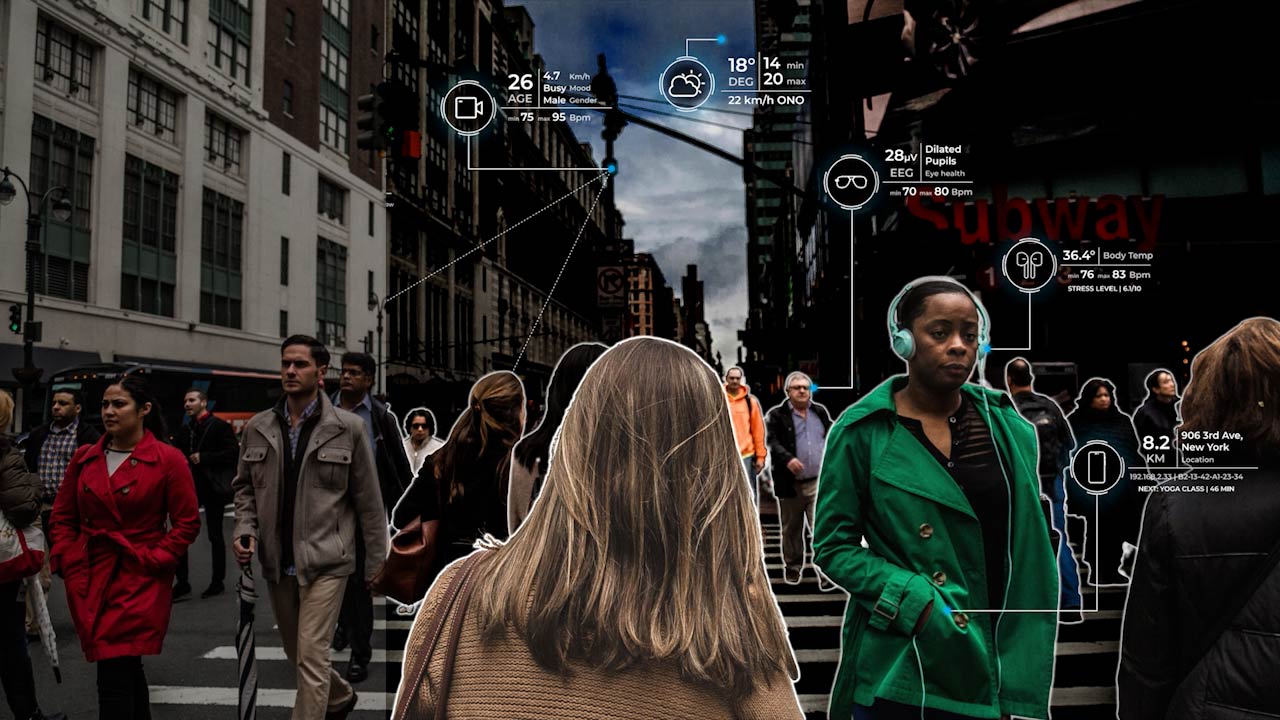 26 AGE
4.7 Km/h
Busy Mood
Male Gender
min 75 max 95 Bpm
18° DEG
14 min
20 max
22 km/h ONO
28µv EEG
Dilated
Pupils
Eye health
min 70 max 80 Bpm
Subway
36.4° Body Temp
min 76 max 83 Bpm
STRESS LEVEL | 6.1/10
8.2 KM
906 3rd Ave,
New York
Location
192.168.2.33 | B2-13-42-A1-23-34
NEXT: YOGA CLASS | 46 MIN